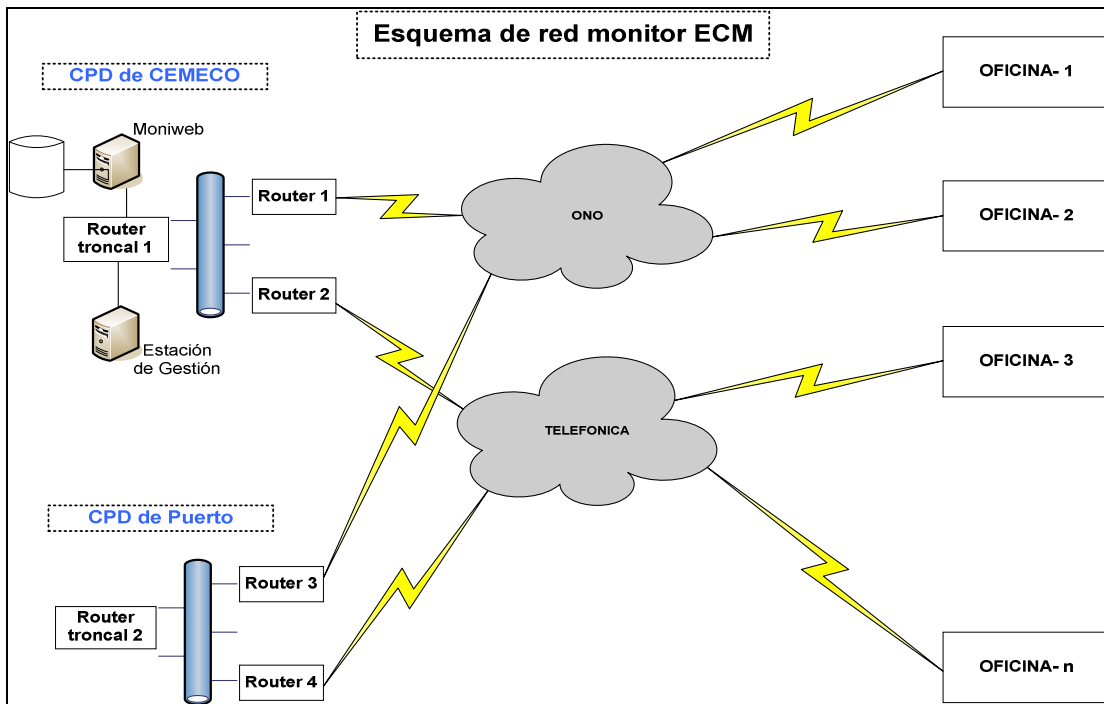 Esquema de red monitor ECM
CPD de CEMECO
Moniweb
Router
troncal 1
Estación
de Gestión
Router 1
Router 2
ONO
TELEFONICA
OFICINA- 1
OFICINA- 2
OFICINA- 3
OFICINA- n
CPD de Puerto
Router
troncal 2
Router 3
Router 4